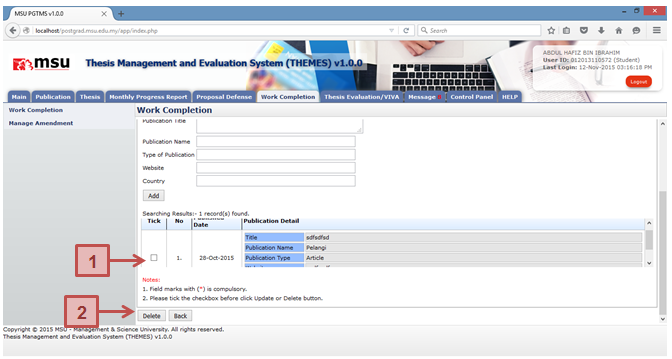 MSU PGTMS v1.0.0
localhost/postgrad.msu.edu.my/app/index.php
Search
msu
Thesis Management and Evaluation System (THEMES) v1.0.0
ABDUL HAFIZ BIN IBRAHIM
User ID: 012013110572 (Student)
Last Login: 12-Nov-2015 03:16:18 PM
Logout
Main Publication Thesis Monthly Progress Report Proposal Defense Work Completion Thesis Evaluation/VIVA Message Control Panel HELP
Work Completion
Manage Amendment
Work Completion
Publication Title
Publication Name
Type of Publication
Website
Country
Add
Searching Results:- 1 record(s) found.
Tick No Date Publication Detail
Title sdfsdfsd
Publication Name Pelangi
1. 28-Oct-2015 Publication Type Article
1
Notes:
1. Field marks with (*) is compulsory.
2. Please tick the checkbox before click Update or Delete button.
2
Delete Back
Copyright © 2015 MSU - Management & Science University. All rights reserved.
Thesis Management and Evaluation System (THEMES) v1.0.0